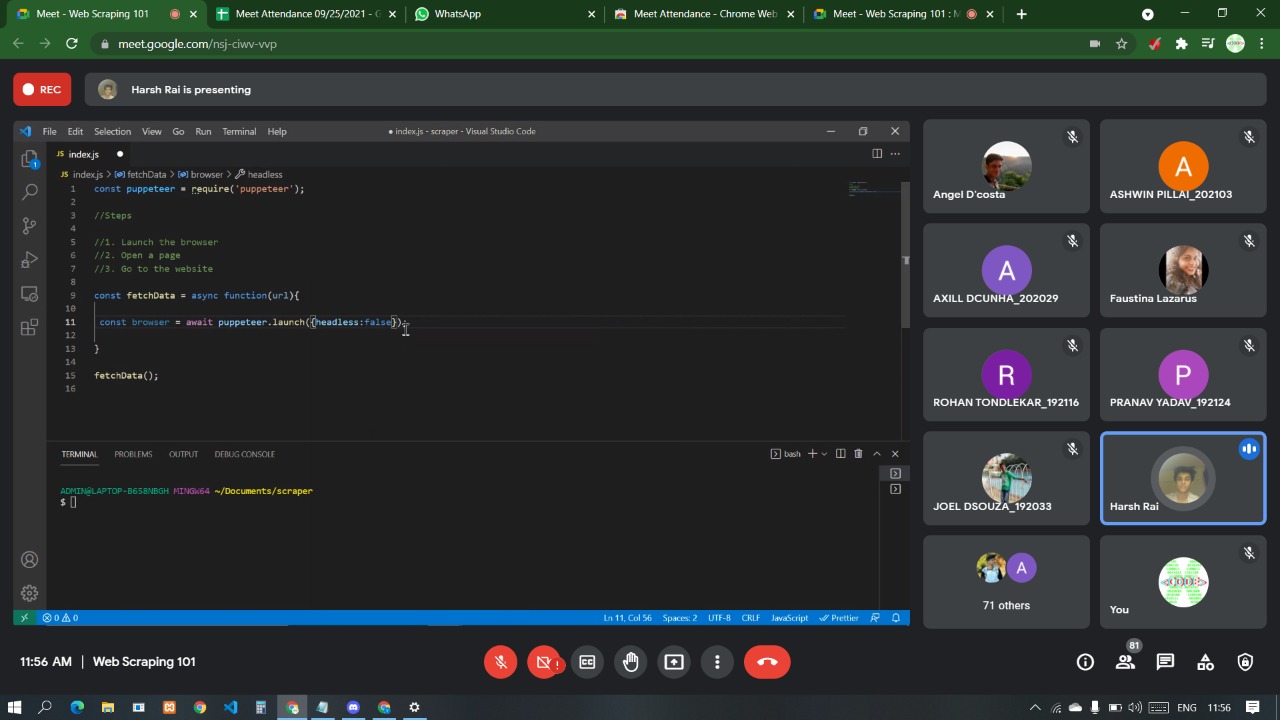 Meet - Web Scraping 101
Meet Attendance 09/25/2021 - G
WhatsApp
Meet Attendance - Chrome Web
Meet - Web Scraping 101 : M
meet.google.com/nsj-ciwv-vvp
REC
Harsh Rai is presenting
File Edit Selection View Go Run Terminal Help
● index.js - scraper - Visual Studio Code
JS index.js ●
JS index.js > fetchData > browser > headless
1 const puppeteer = require('puppeteer');
2
3 //Steps
4
5 //1. Launch the browser
6 //2. Open a page
7 //3. Go to the website
8
9 const fetchData = async function(url){
10
11 const browser = await puppeteer.launch({headless:false});
12
13 }
14
15 fetchData();
16
TERMINAL PROBLEMS OUTPUT DEBUG CONSOLE
bash
ADMIN@LAPTOP-B658NBGH MINGW64 ~/Documents/scraper
$
0 0
Ln 11, Col 56 Spaces: 2 UTF-8 CRLF JavaScript Prettier
Angel D'costa
A
ASHWIN PILLAI_202103
A
AXILL DCUNHA_202029
Faustina Lazarus
R
ROHAN TONDLEKAR_192116
P
PRANAV YADAV_192124
JOEL DSOUZA_192033
Harsh Rai
A
71 others
<CODE>
You
11:56 AM | Web Scraping 101
81
ENG 11:56